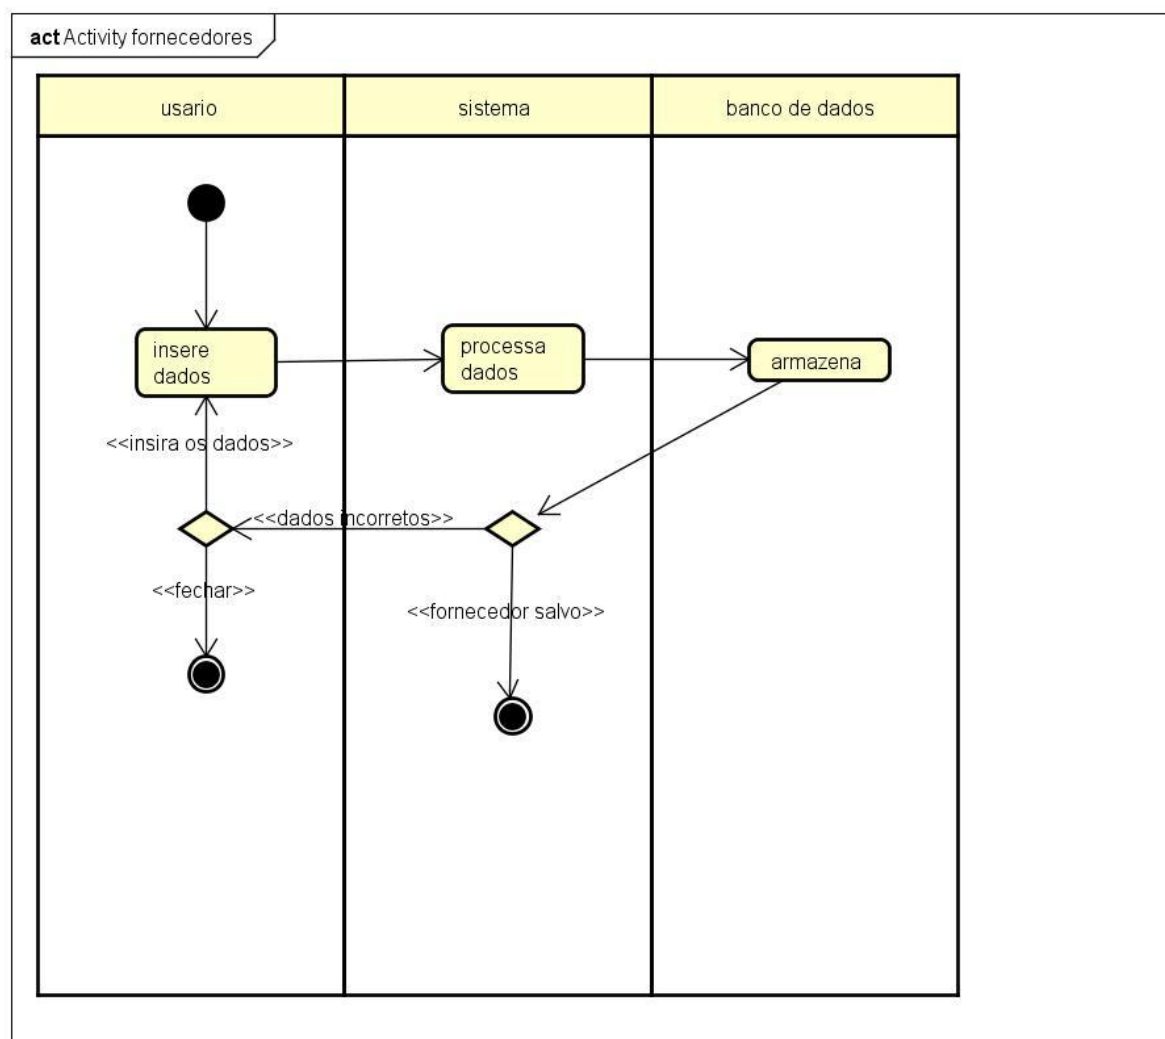 act Activity fornecedores
usario
sistema
banco de dados
insere
dados
processa
dados
armazena
<<insira os dados>>
<<dados incorretos>>
<<fechar>>
<<fornecedor salvo>>